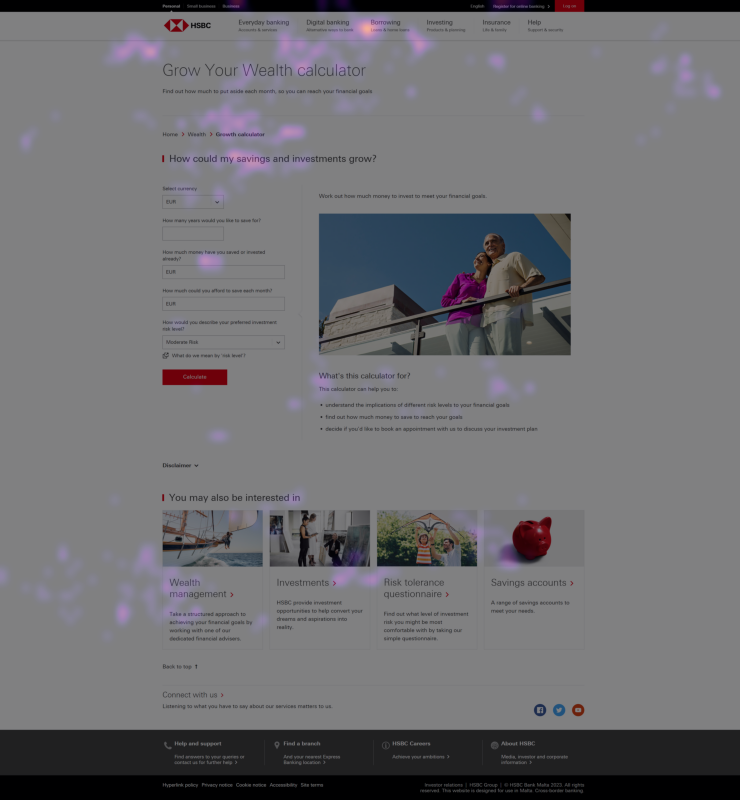 Personal Small business Business English Register for online banking Log on
HSBC
Everyday banking Digital banking Borrowing Investing Insurance Help
Accounts & services Alternative ways to bank Loans & home loans Products & planning Life & family Support & security
Grow Your Wealth calculator
Find out how much to put aside each month, so you can reach your financial goals
Home Wealth Growth calculator
How could my savings and investments grow?
Select currency
EUR
How many years would you like to save for?
How much money have you saved or invested
already?
EUR
How much could you afford to save each month?
EUR
How would you describe your preferred investment
risk level?
Moderate Risk
What do we mean by 'risk level'?
Calculate
Work out how much money to invest to meet your financial goals
What's this calculator for?
This calculator can help you to:
• understand the implications of different risk levels to your financial goals
• find out how much money to save to reach your goals
• decide if you'd like to book an appointment with us to discuss your investment plan
Disclaimer
You may also be interested in
Wealth
management
Take a structured approach to
achieving your financial goals by
working with one of our
dedicated financial advisers.
Investments
HSBC provide investment
opportunities to help convert your
dreams and aspirations into
reality
Risk tolerance
questionnaire
Find out what level of investment
risk you might be most
comfortable with by taking our
simple questionnaire.
Savings accounts
A range of savings accounts to
meet your needs.
Back to top
Connect with us
Listening to what you have to say about our services matters to us.
Help and support
Find answers to your queries or
contact us for further help
Find a branch
Find your nearest Express
Banking location
HSBC Careers
Achieve your ambitions
About HSBC
Media, investor and corporate
information
Hyperlink policy Privacy notice Cookie notice Accessibility Site terms
Investor relations | HSBC Group | © HSBC Bank Malta 2023. All rights
reserved. This website is designed for use in Malta. Cross-border banking.